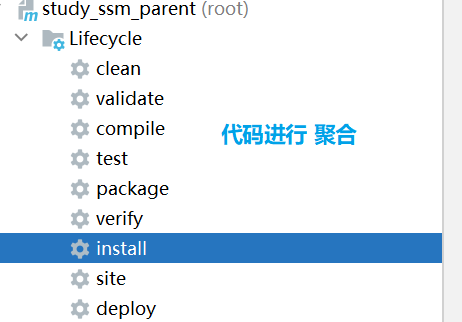 study_ssm_parent (root)
Lifecycle
clean
validate
compile
代码进行 聚合
test
package
verify
install
site
deploy